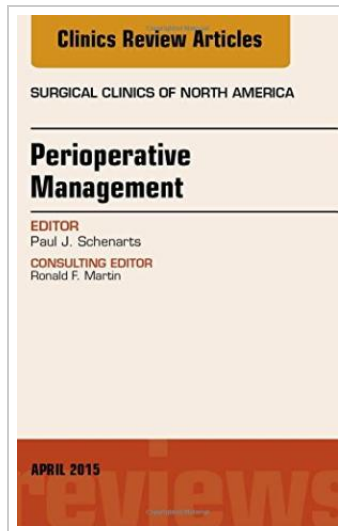 Clinics Review Articles
SURGICAL CLINICS OF NORTH AMERICA
Perioperative
Management
EDITOR
Paul J. Schenarts
CONSULTING EDITOR
Ronald F. Martin
APRIL 2015
reviews